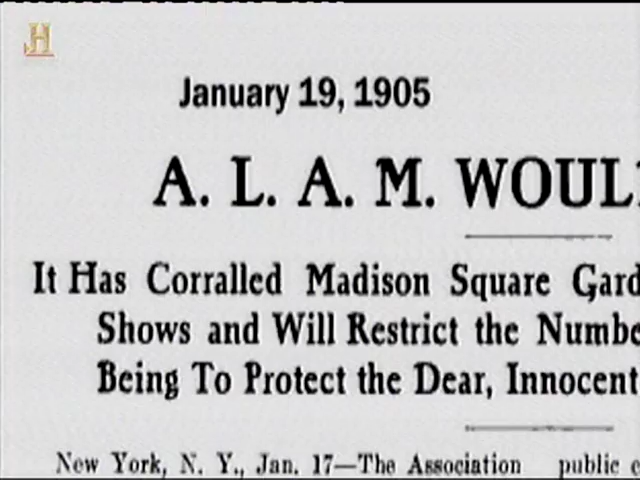 H
January 19, 1905
A. L. A. M. WOUL
It Has Corralled Madison Square Gard
Shows and Will Restrict the Numbe
Being To Protect the Dear, Innocent
New York, N. Y., Jan. 17—The Association public e